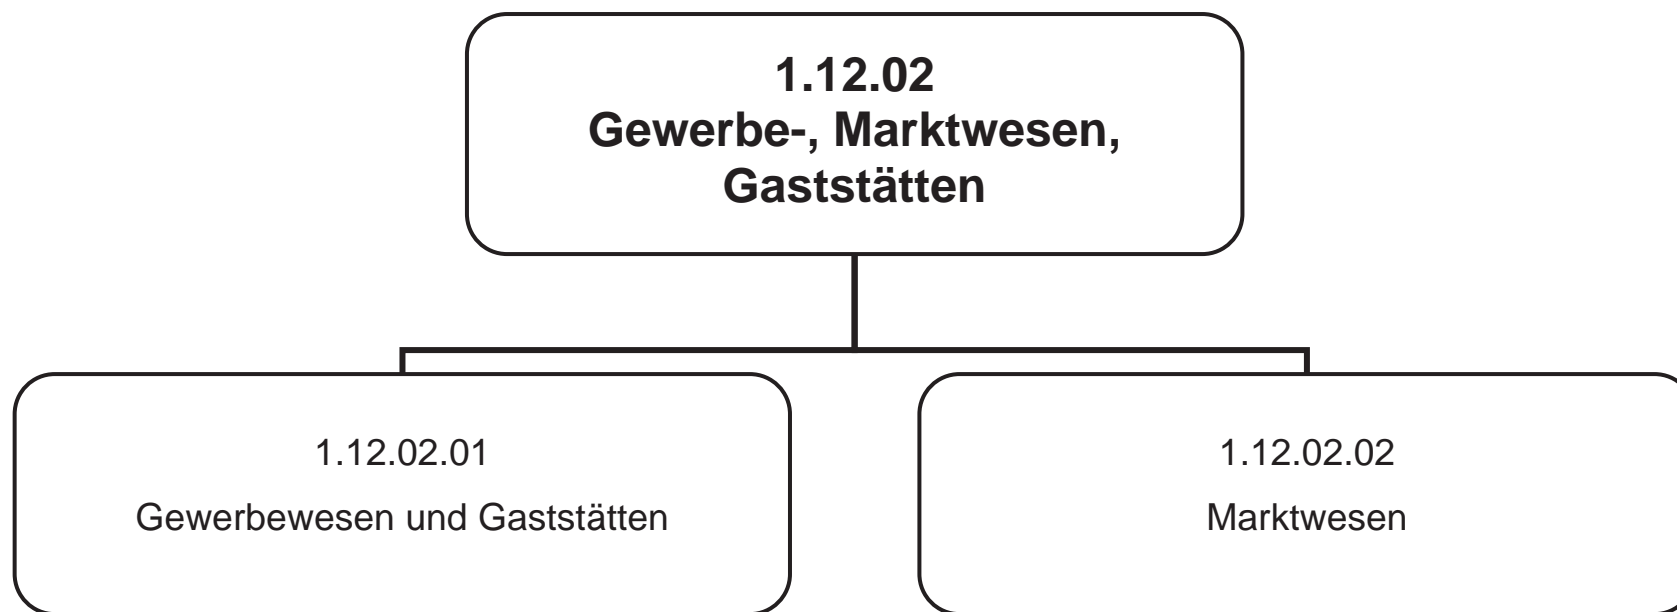 1.12.02
Gewerbe-, Marktwesen,
Gaststätten
1.12.02.01
Gewerbewesen und Gaststätten
1.12.02.02
Marktwesen